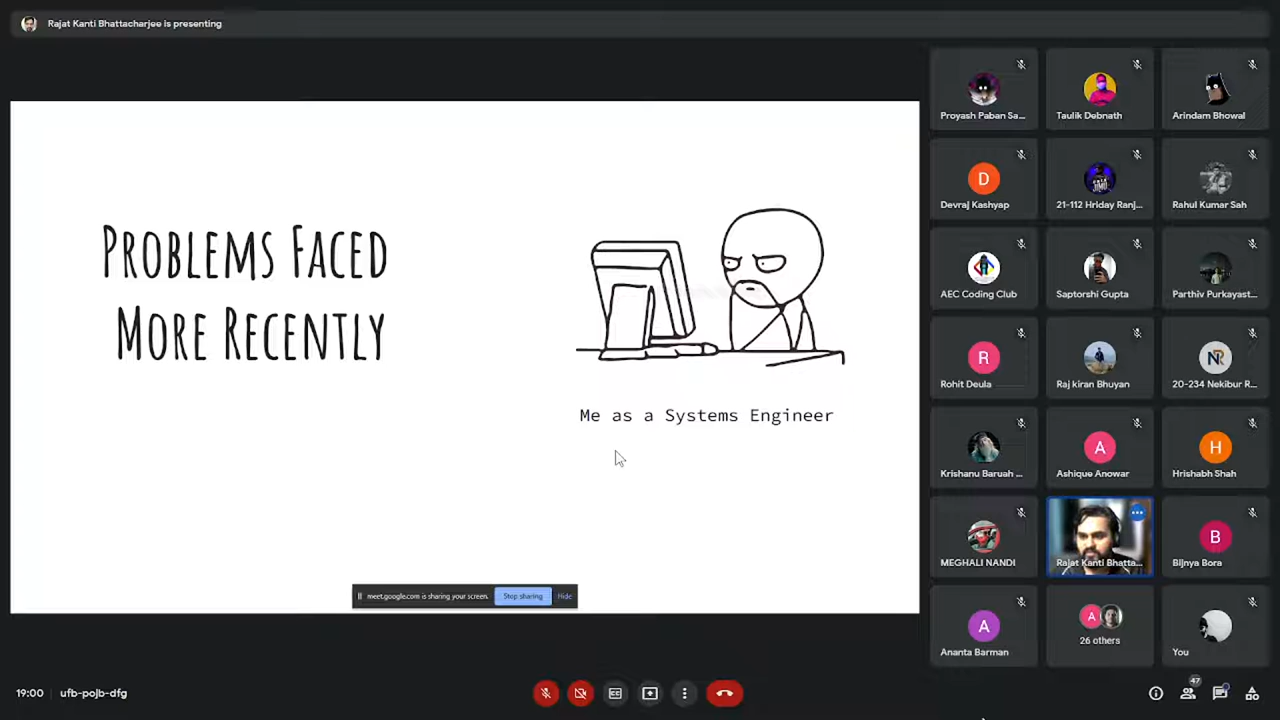 Rajat Kanti Bhattacharjee is presenting
PROBLEMS FACED
MORE RECENTLY
Me as a Systems Engineer
meet.google.com is sharing your screen.
Stop sharing
Hide
Proyash Paban Sa...
Taulik Debnath
Arindam Bhowal
D
Devraj Kashyap
21-112 Hriday Ranj...
Rahul Kumar Sah
AEC Coding Club
Saptorshi Gupta
Parthiv Purkayast...
R
Rohit Deula
Raj kiran Bhuyan
NR
20-234 Nekibur R...
Krishanu Baruah ...
A
Ashique Anowar
H
Hrishabh Shah
MEGHALI NANDI
Rajat Kanti Bhatta...
B
Bijnya Bora
A
Ananta Barman
A
26 others
You
19:00
ufb-pojb-dfg
47